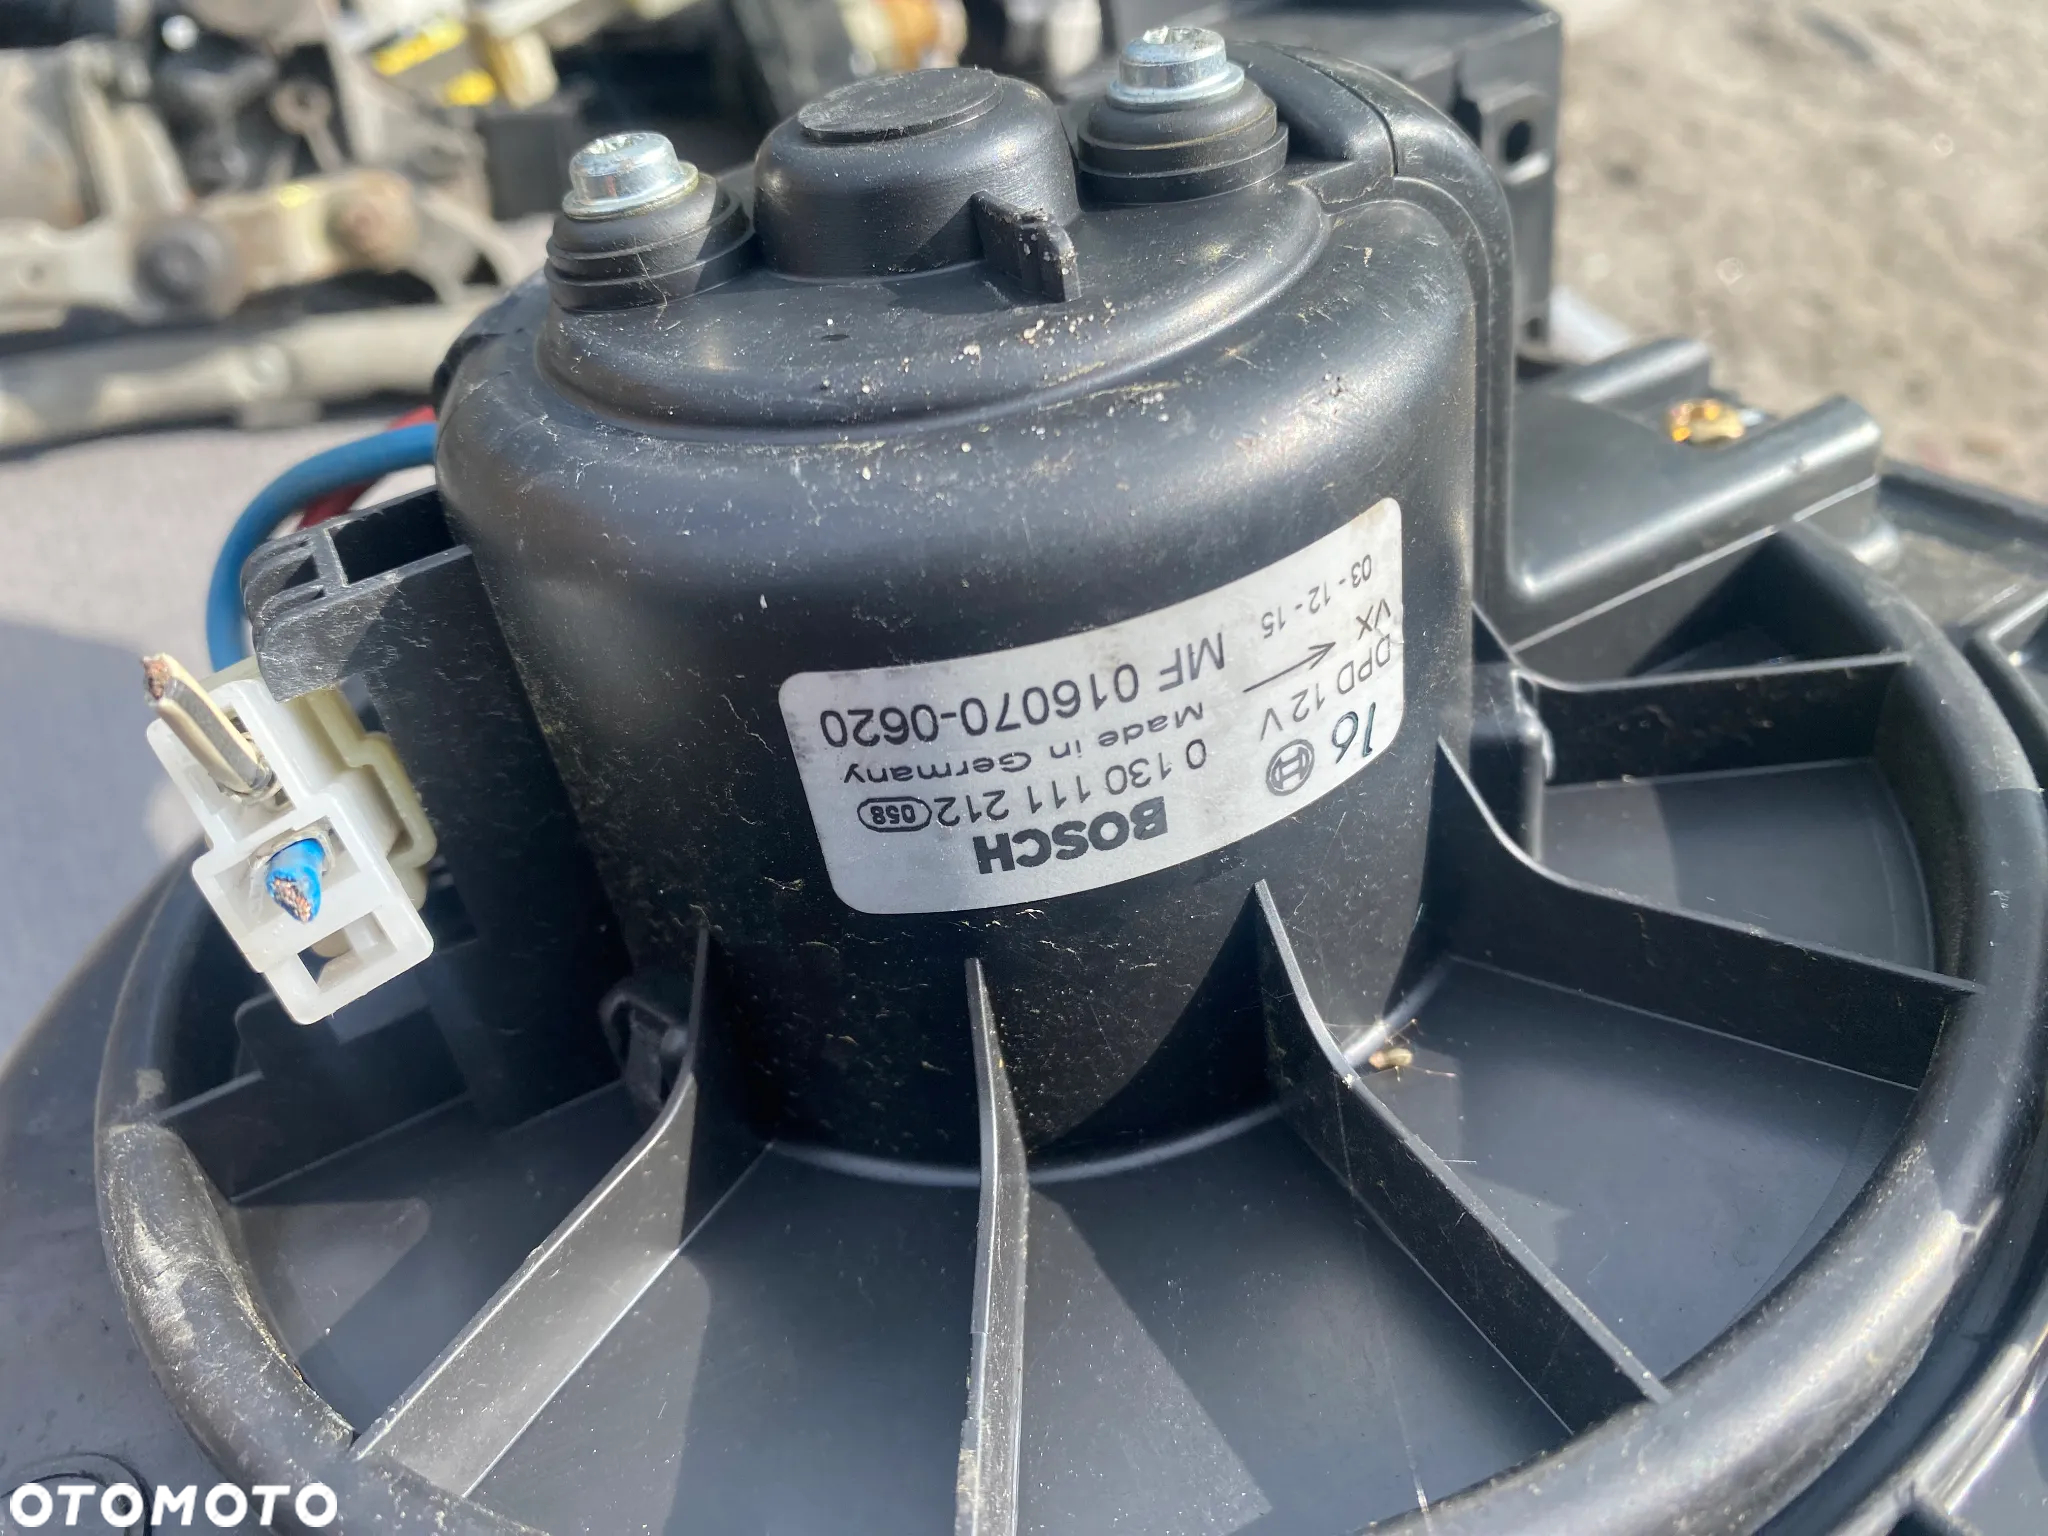 BOSCH
0 130 111 212 058
Made in Germany
MF 016070-0620
16
12 V DPD
VX
03 - 12 - 15
OTOMOTO